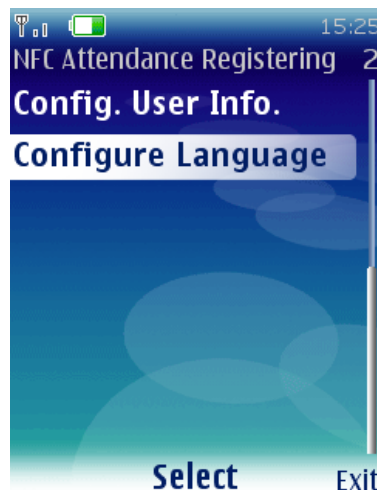 15:25
NFC Attendance Registering 2
Config. User Info.
Configure Language
Select Exit